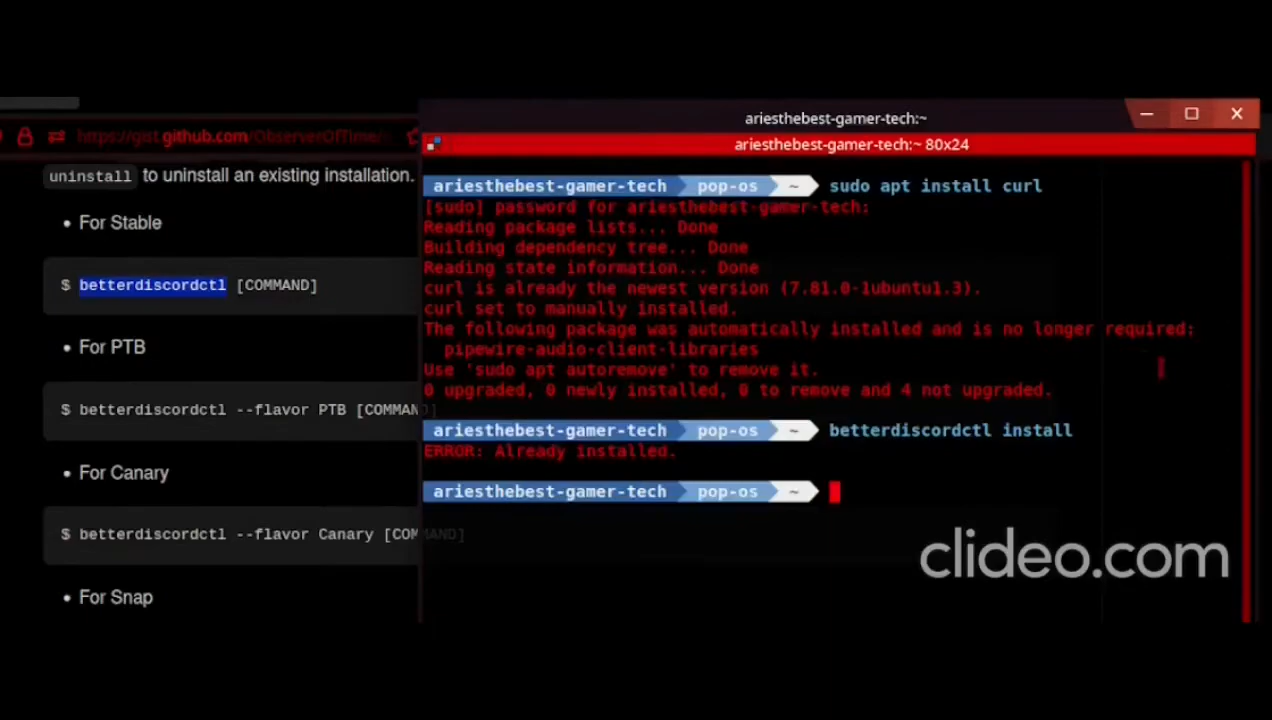 https://gist.github.com/ObserverOfTime/
uninstall to uninstall an existing installation.
• For Stable
$ betterdiscordctl [COMMAND]
• For PTB
$ betterdiscordctl --flavor PTB [COMMAND]
• For Canary
$ betterdiscordctl --flavor Canary [COMMAND]
• For Snap
ariesthebest-gamer-tech:~
ariesthebest-gamer-tech:~ 80x24
ariesthebest-gamer-tech pop-os ~ sudo apt install curl
[sudo] password for ariesthebest-gamer-tech:
Reading package lists... Done
Building dependency tree... Done
Reading state information... Done
curl is already the newest version (7.81.0-1ubuntu1.3).
curl set to manually installed.
The following package was automatically installed and is no longer required:
pipewire-audio-client-libraries
Use 'sudo apt autoremove' to remove it.
0 upgraded, 0 newly installed, 0 to remove and 4 not upgraded.
ariesthebest-gamer-tech pop-os ~ betterdiscordctl install
ERROR: Already installed.
ariesthebest-gamer-tech pop-os ~
clideo.com